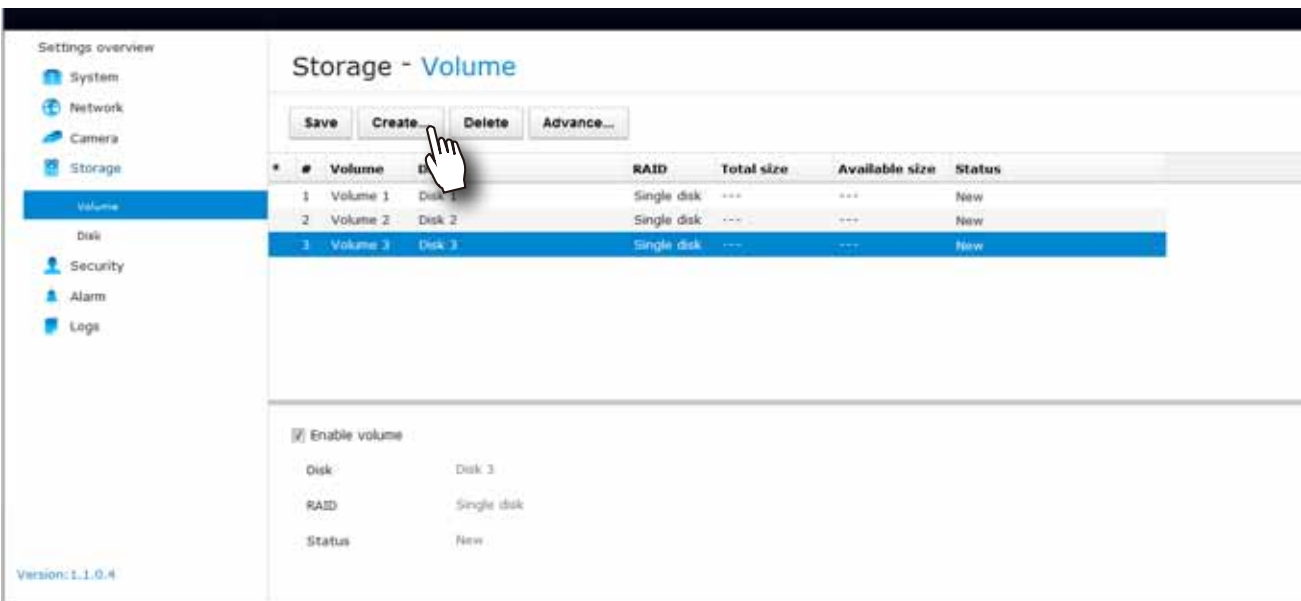 Settings overview
System
Network
Camera
Storage
Volume
Disk
Security
Alarm
Logs
Version:1.1.0.4
Storage - Volume
Save Create... Delete Advance...
* # Volume RAID Total size Available size Status
1 Volume 1 Disk 1 Single disk --- --- New
2 Volume 2 Disk 2 Single disk --- --- New
3 Volume 3 Disk 3 Single disk --- --- New
Enable volume
Disk Disk 3
RAID Single disk
Status New